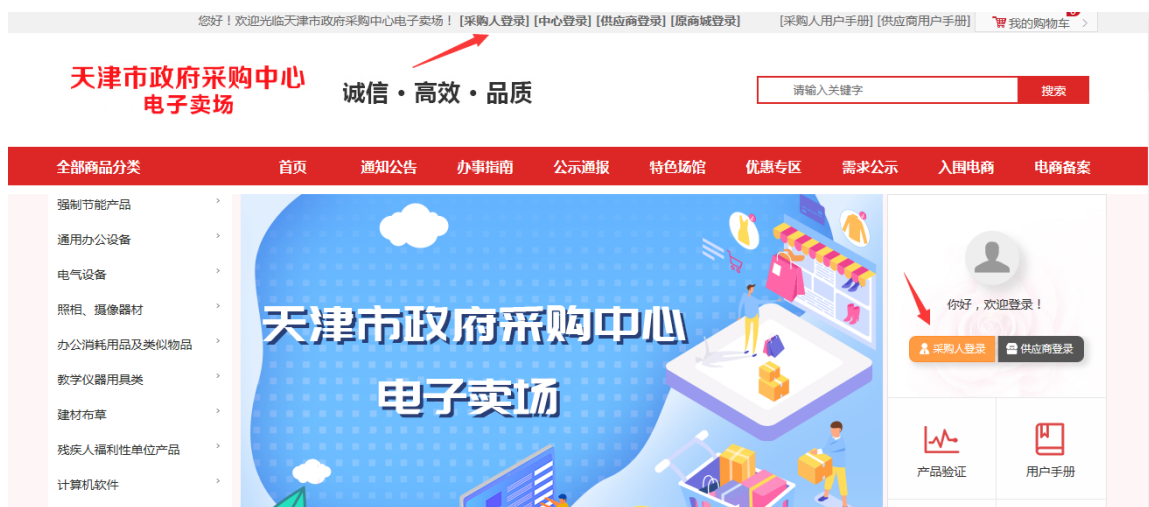 您好！欢迎光临天津市政府采购中心电子卖场！ [采购人登录] [中心登录] [供应商登录] [原商城登录] [采购人用户手册] [供应商用户手册] 我的购物车
天津市政府采购中心
电子卖场
诚信·高效·品质
请输入关键字 搜索
全部商品分类 首页 通知公告 办事指南 公示通报 特色场馆 优惠专区 需求公示 入围电商 电商备案
强制节能产品
通用办公设备
电气设备
照相、摄像器材
办公消耗用品及类似物品
教学仪器用具类
建材布草
残疾人福利性单位产品
计算机软件
天津市政府采购中心
电子卖场
你好，欢迎登录！
采购人登录 供应商登录
产品验证 用户手册